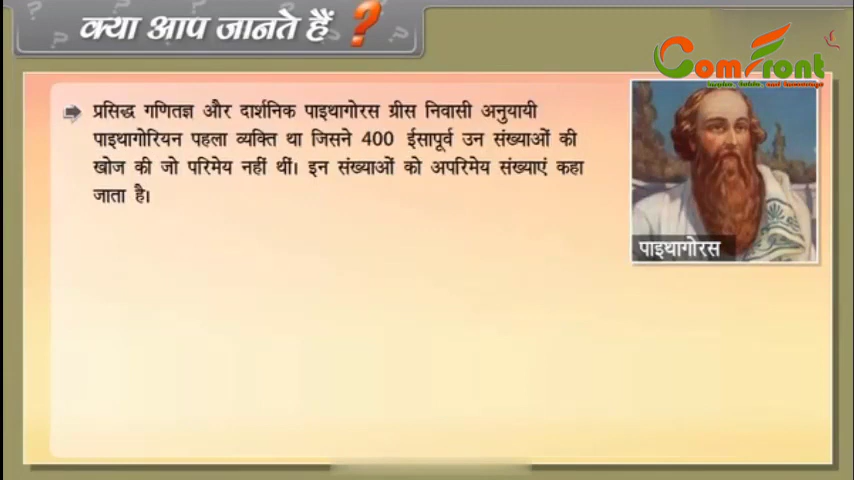 क्या आप जानते हैं ?
ComFront
प्रसिद्ध गणितज्ञ और दार्शनिक पाइथागोरस ग्रीस निवासी अनुयायी
पाइथागोरियन पहला व्यक्ति था जिसने 400 ईसापूर्व उन संख्याओं की
खोज की जो परिमेय नहीं थीं। इन संख्याओं को अपरिमेय संख्याएं कहा
जाता है।
पाइथागोरस